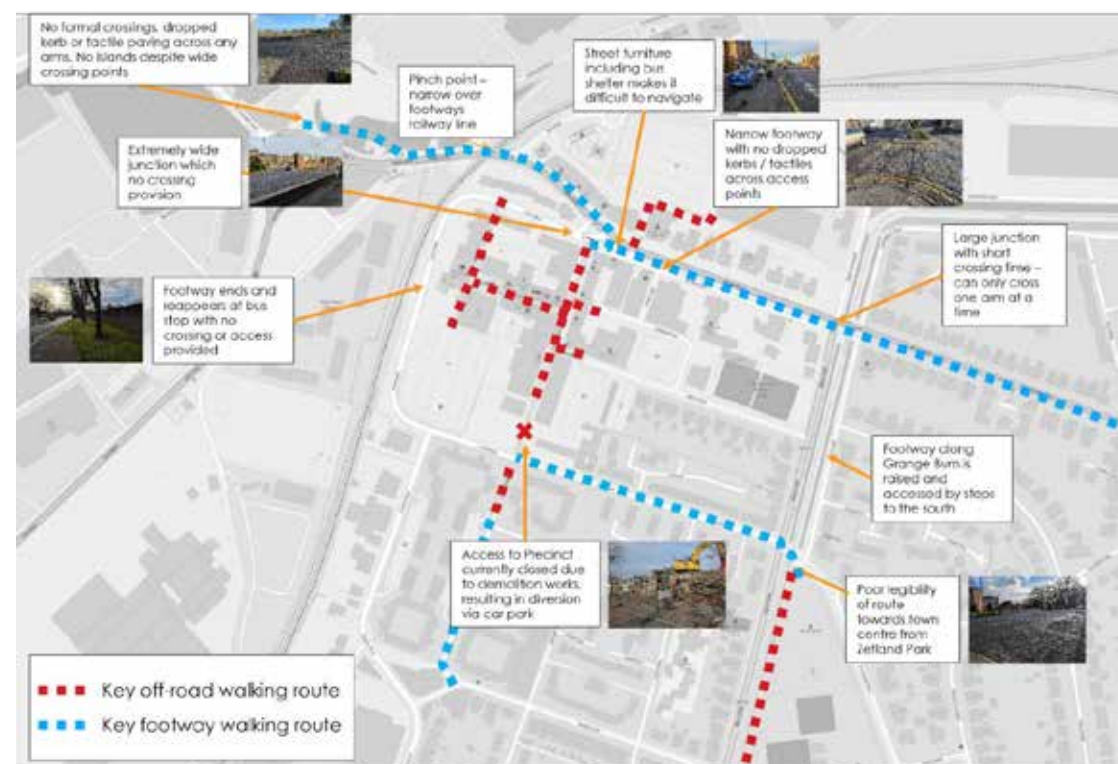 No formal crossings, dropped
kerb or tactile paving across any
arms. No islands despite wide
crossing points
Pinch point –
narrow over
footways
railway line
Street furniture
including bus
shelter makes it
difficult to navigate
Extremely wide
junction which
no crossing
provision
Narrow footway
with no dropped
kerbs / tactiles
across access
points
Large junction
with short
crossing time –
can only cross
one arm at a
time
Footway ends and
reappears at bus
stop with no
crossing or access
provided
Footway along
Grange Burn is
raised and
accessed by steps
to the south
Access to Precinct
currently closed due
to demolition works,
resulting in diversion
via car park
Poor legibility
of route
towards town
centre from
Zetland Park
Key off-road walking route
Key footway walking route